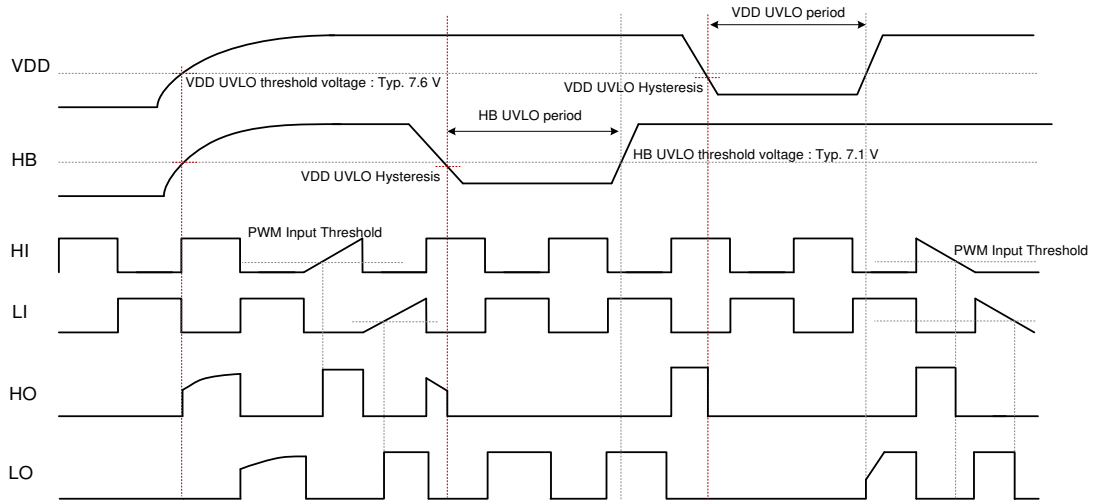 VDD UVLO period
VDD
VDD UVLO threshold voltage : Typ. 7.6 V
VDD UVLO Hysteresis
HB UVLO period
HB
HB UVLO threshold voltage : Typ. 7.1 V
VDD UVLO Hysteresis
PWM Input Threshold
HI
PWM Input Threshold
LI
HO
LO